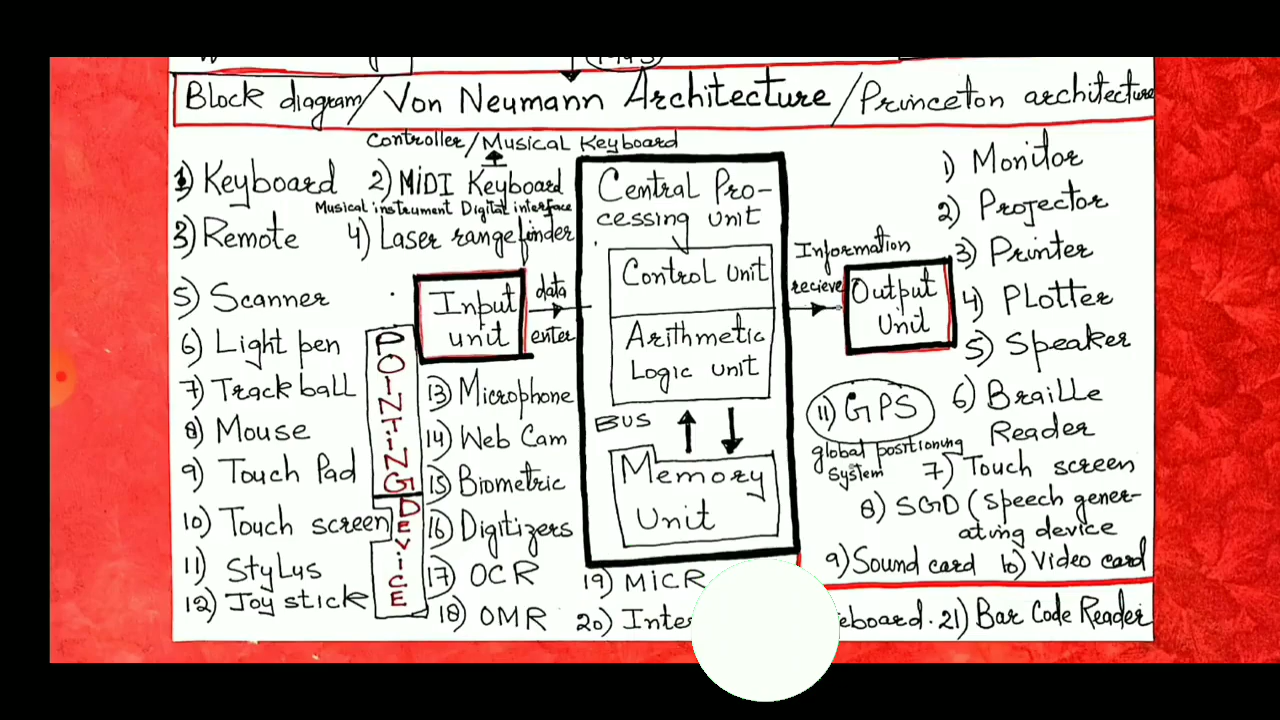 Block diagram/Von Neumann Architecture/Princeton architecture
Controller/Musical Keyboard
1) Keyboard 2) MiDI Keyboard
Musical instrument Digital interface
3) Remote 4) Laser rangefinder
5) Scanner
6) Light pen
7) Track ball
8) Mouse
9) Touch Pad
10) Touch screen
11) Stylus
12) Joy stick
POINTING DEVICE
Input
unit
data
enter
13) Microphone
14) Web Cam
15) Biometric
16) Digitizers
17) OCR
18) OMR
Central Pro-
cessing unit
Control Unit
Arithmetic
Logic unit
BUS
Memory
Unit
19) MICR
20) Inte
eboard. 21) Bar Code Reader
Information
recieve
Output
Unit
1) Monitor
2) Projector
3) Printer
4) Plotter
5) Speaker
6) Braille
Reader
11) GPS
global positioning
system
7) Touch screen
8) SGD (Speech gener-
ating device
9) Sound card 10) Video card